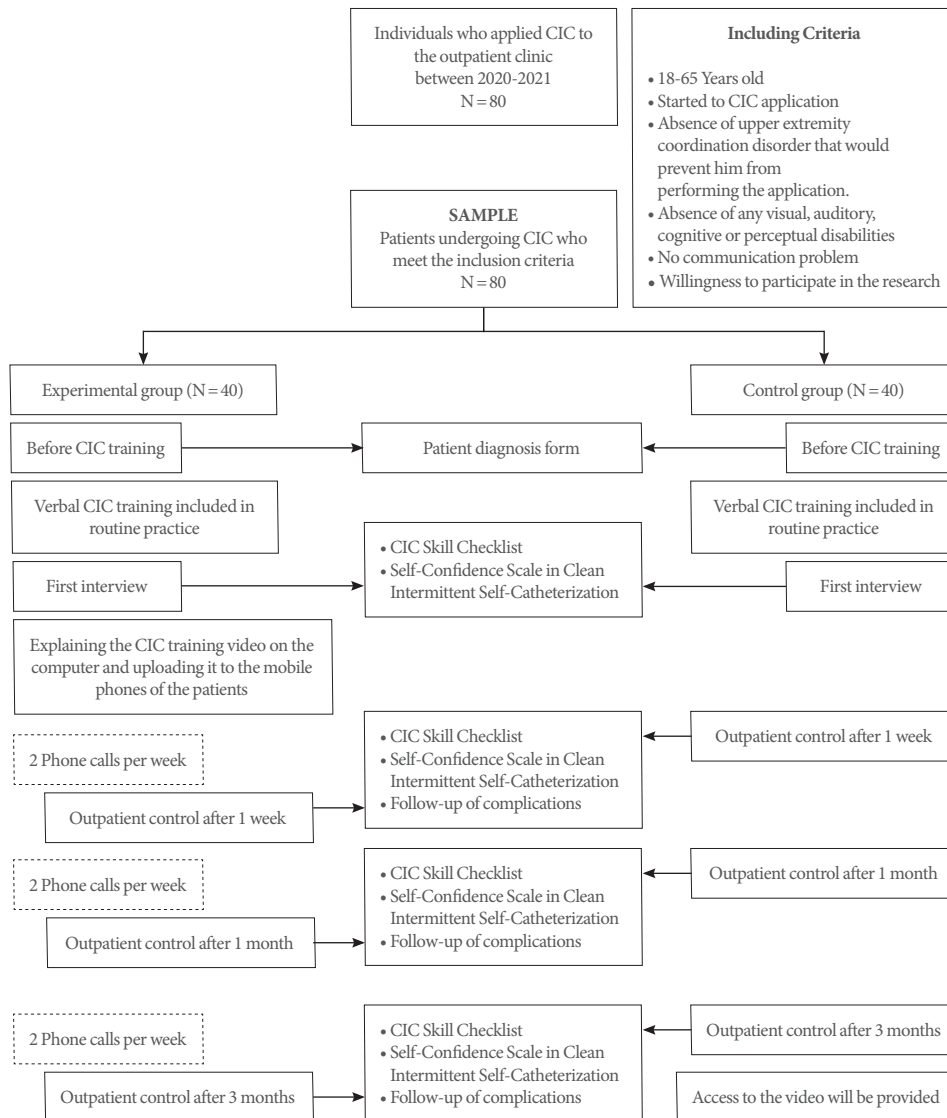 Individuals who applied CIC to
the outpatient clinic
between 2020-2021
N = 80
Including Criteria
• 18-65 Years old
• Started to CIC application
• Absence of upper extremity
coordination disorder that would
prevent him from
performing the application.
• Absence of any visual, auditory,
cognitive or perceptual disabilities
• No communication problem
• Willingness to participate in the research
SAMPLE
Patients undergoing CIC who
meet the inclusion criteria
N = 80
Experimental group (N = 40)
Control group (N = 40)
Before CIC training
Patient diagnosis form
Before CIC training
Verbal CIC training included in
routine practice
Verbal CIC training included in
routine practice
• CIC Skill Checklist
• Self-Confidence Scale in Clean
Intermittent Self-Catheterization
First interview
First interview
Explaining the CIC training video on the
computer and uploading it to the mobile
phones of the patients
2 Phone calls per week
• CIC Skill Checklist
• Self-Confidence Scale in Clean
Intermittent Self-Catheterization
• Follow-up of complications
Outpatient control after 1 week
Outpatient control after 1 week
2 Phone calls per week
• CIC Skill Checklist
• Self-Confidence Scale in Clean
Intermittent Self-Catheterization
• Follow-up of complications
Outpatient control after 1 month
Outpatient control after 1 month
2 Phone calls per week
• CIC Skill Checklist
• Self-Confidence Scale in Clean
Intermittent Self-Catheterization
• Follow-up of complications
Outpatient control after 3 months
Outpatient control after 3 months
Access to the video will be provided